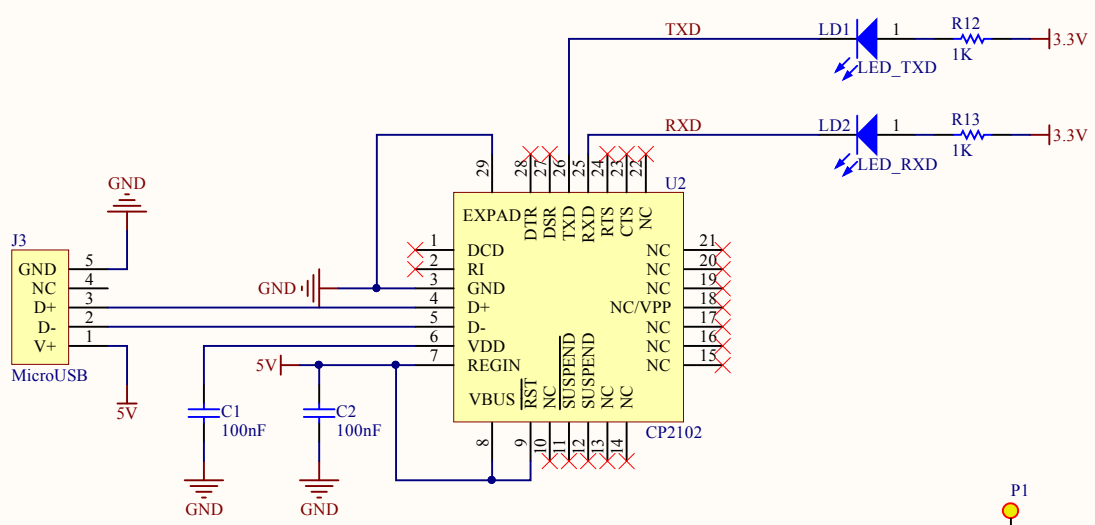 TXD
LD1
1
R12
3.3V
LED_TXD
1K
RXD
LD2
1
R13
3.3V
LED_RXD
1K
29
28
27
26
25
24
23
22
U2
GND
EXPAD
DTR
DSR
TXD
RXD
RTS
CTS
NC
J3
1
DCD
NC
21
GND
5
2
RI
NC
20
NC
4
GND
3
GND
NC
19
D+
3
4
D+
NC/VPP
18
D-
2
5
D-
NC
17
V+
1
6
VDD
NC
16
MicroUSB
5V
7
REGIN
NC
15
5V
C1
100nF
C2
100nF
VBUS
RST
NC
SUSPEND
SUSPEND
NC
NC
CP2102
8
9
10
11
12
13
14
GND
GND
P1